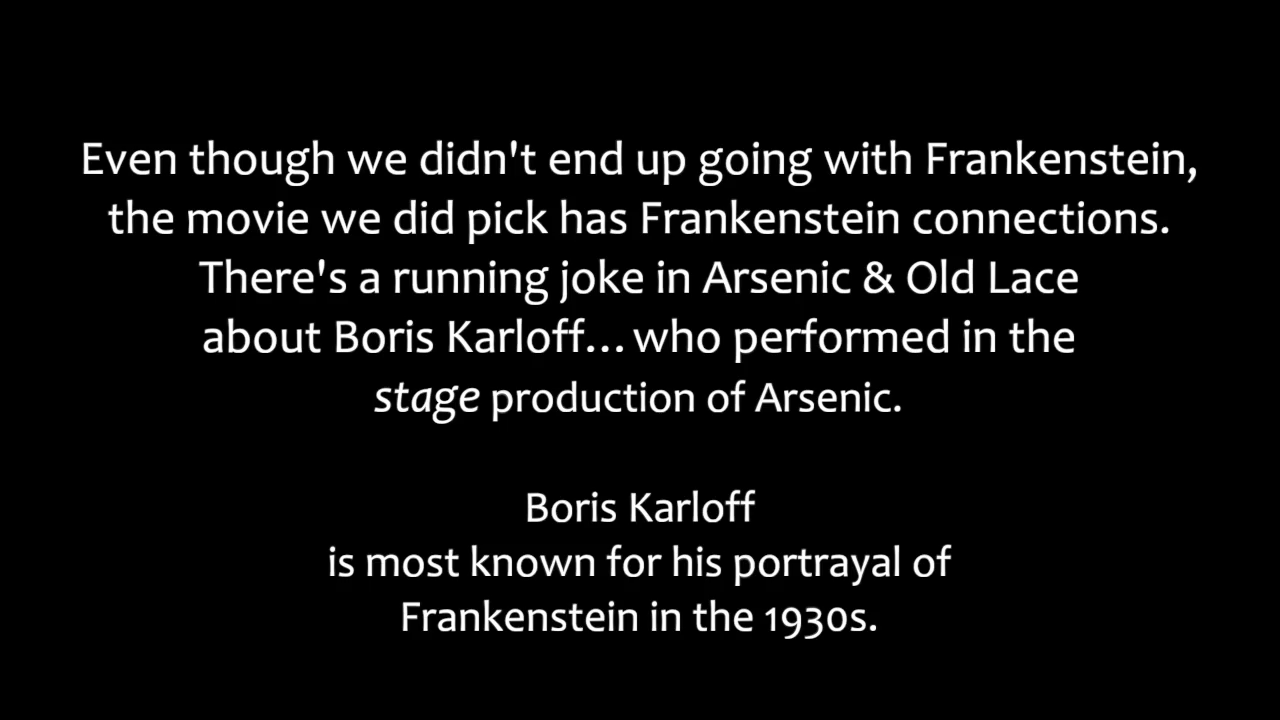 Even though we didn't end up going with Frankenstein,
the movie we did pick has Frankenstein connections.
There's a running joke in Arsenic & Old Lace
about Boris Karloff...who performed in the
stage production of Arsenic.
Boris Karloff
is most known for his portrayal of
Frankenstein in the 1930s.